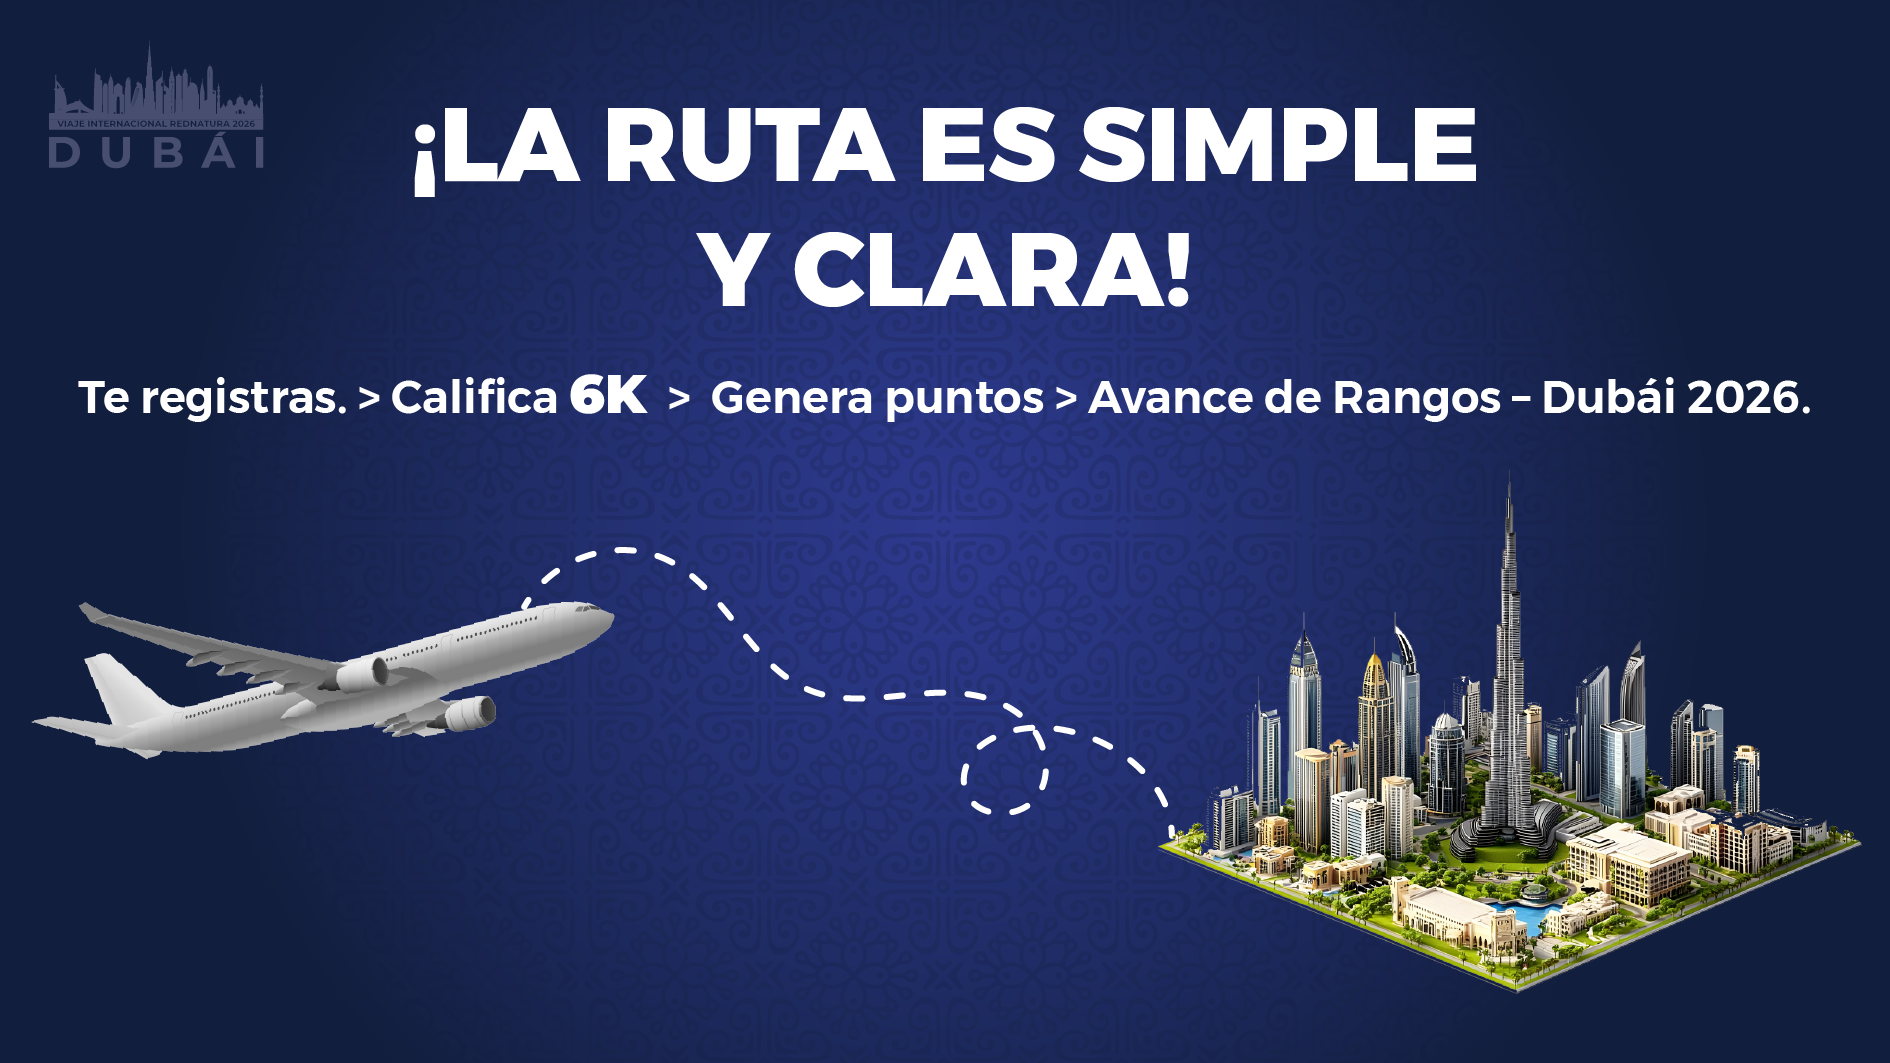 VIAJE INTERNACIONAL REDNATURA 2026
DUBÁI
¡LA RUTA ES SIMPLE
Y CLARA!
Te registras. > Califica 6K > Genera puntos > Avance de Rangos – Dubái 2026.